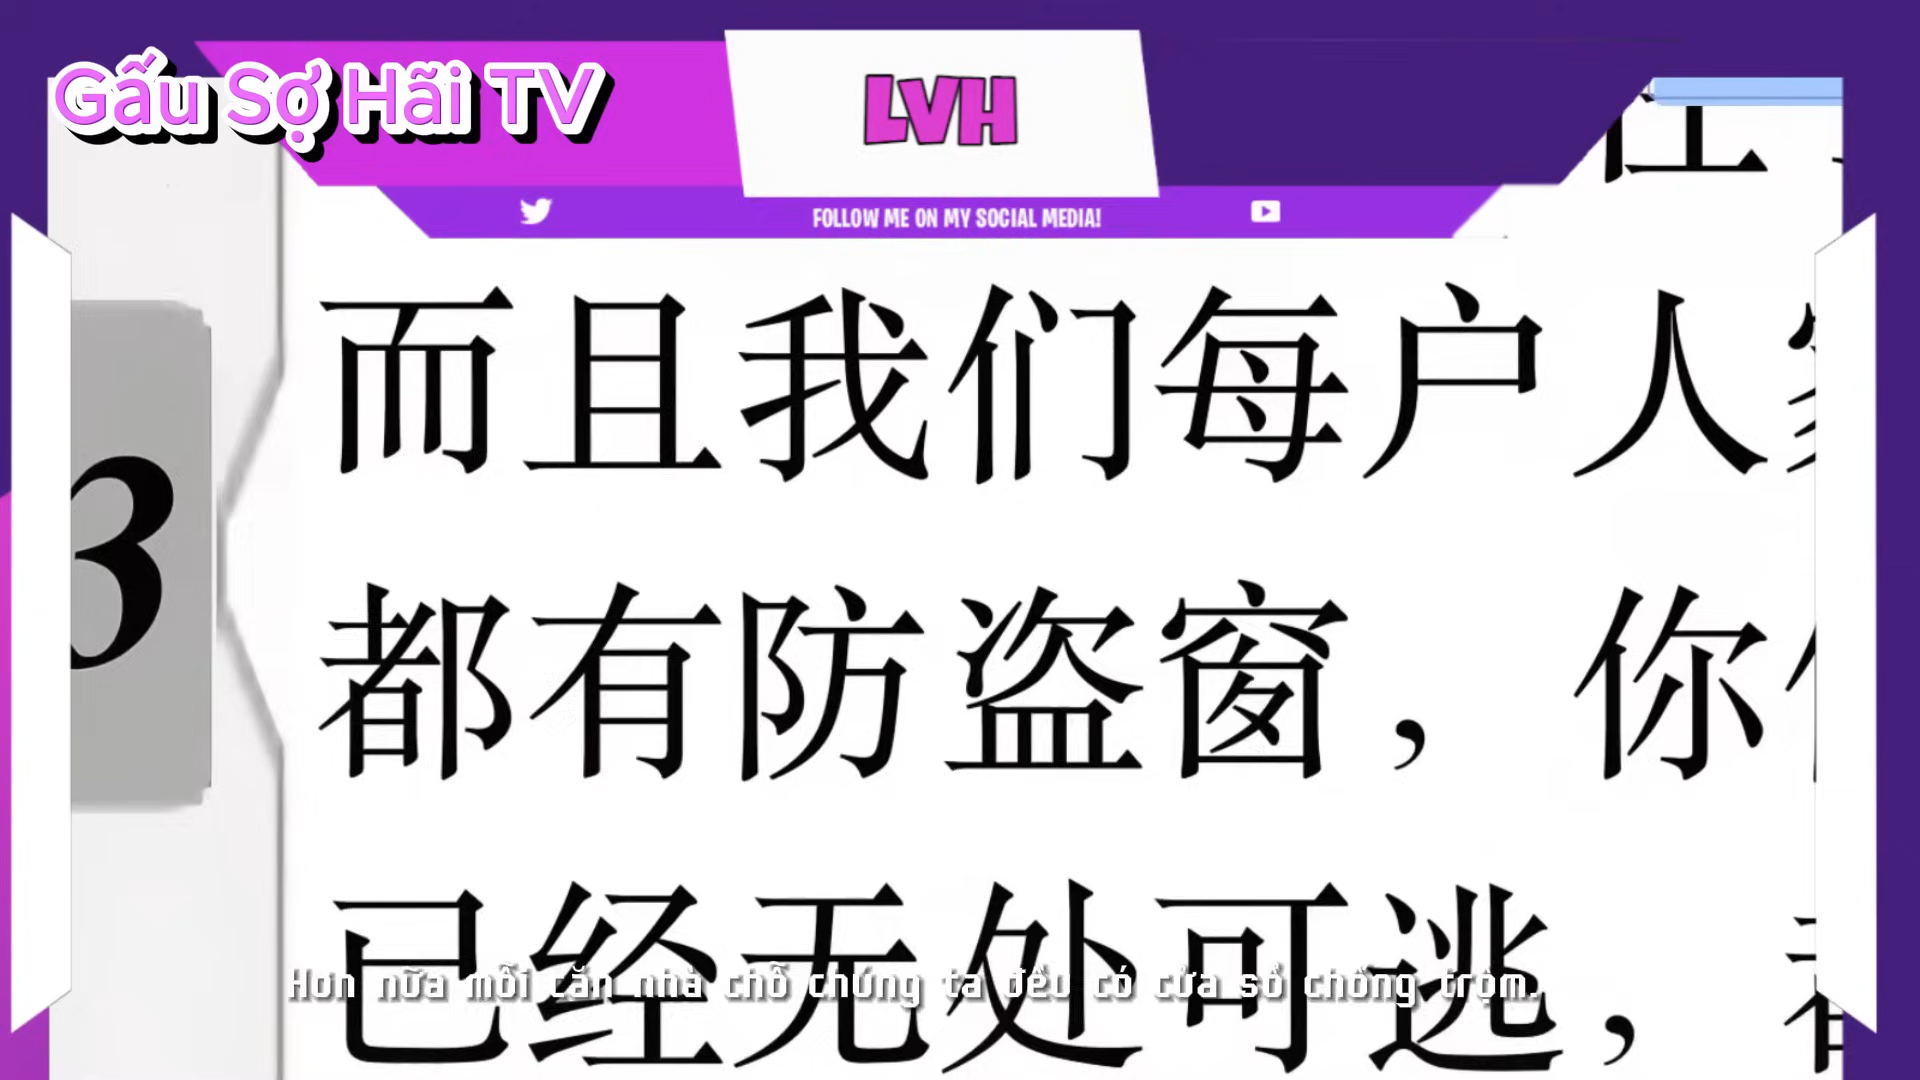 Gấu Sợ Hãi TV
LVH
FOLLOW ME ON MY SOCIAL MEDIA!
而且我们每户人家
3
都有防盗窗，你们
已经无处可逃，
Hơn nữa mỗi căn nhà chỗ chúng ta đều có cửa sổ chống trộm.